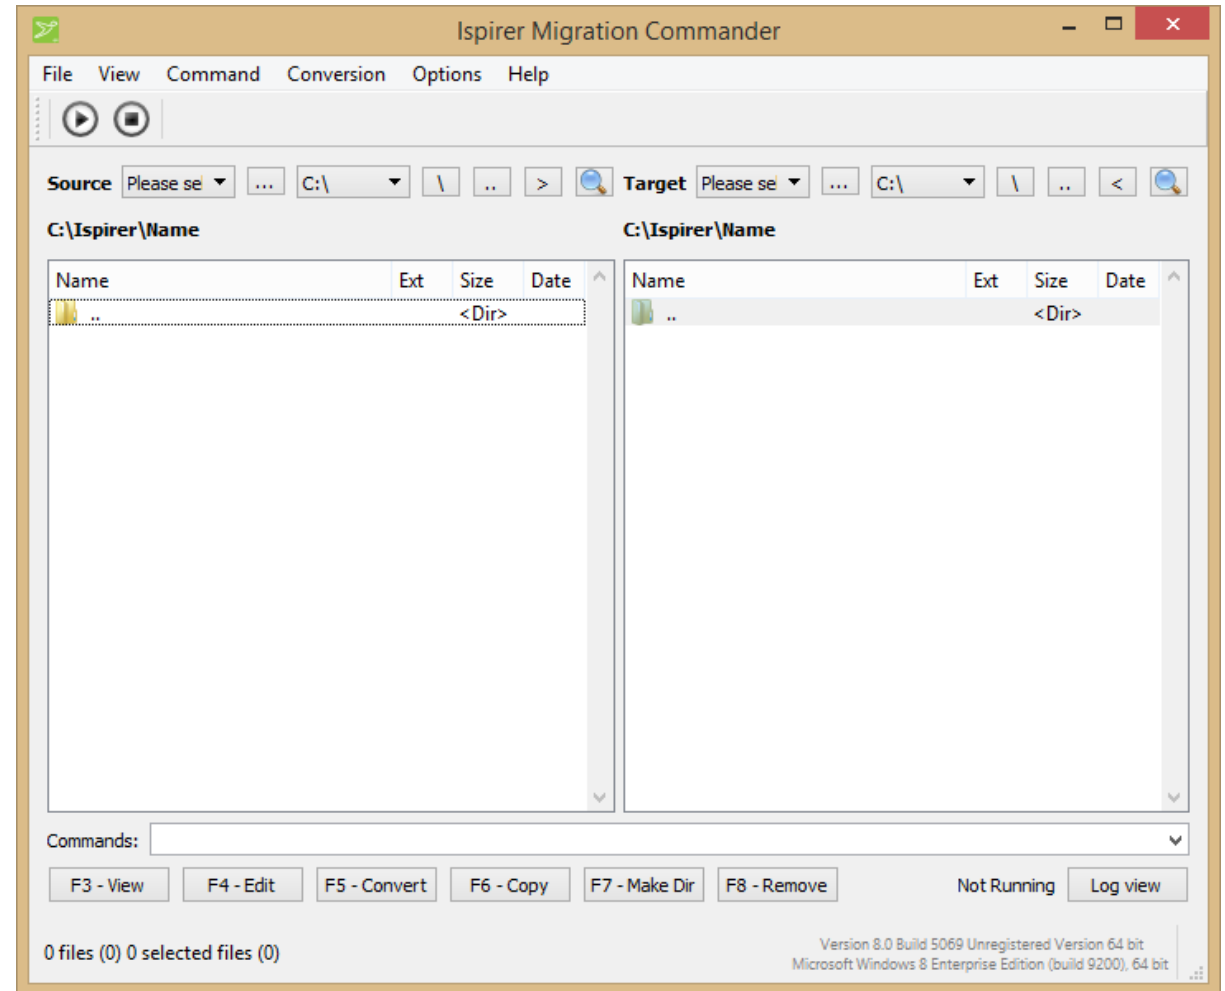 Ispirer Migration Commander
File View Command Conversion Options Help
Source Please se ... C:\ \ .. > Target Please se ... C:\ \ .. <
C:\Ispirer\Name C:\Ispirer\Name
Name Ext Size Date Name Ext Size Date
.. <Dir> .. <Dir>
Commands:
F3 - View F4 - Edit F5 - Convert F6 - Copy F7 - Make Dir F8 - Remove Not Running Log view
Version 8.0 Build 5069 Unregistered Version 64 bit
0 files (0) 0 selected files (0)
Microsoft Windows 8 Enterprise Edition (build 9200), 64 bit